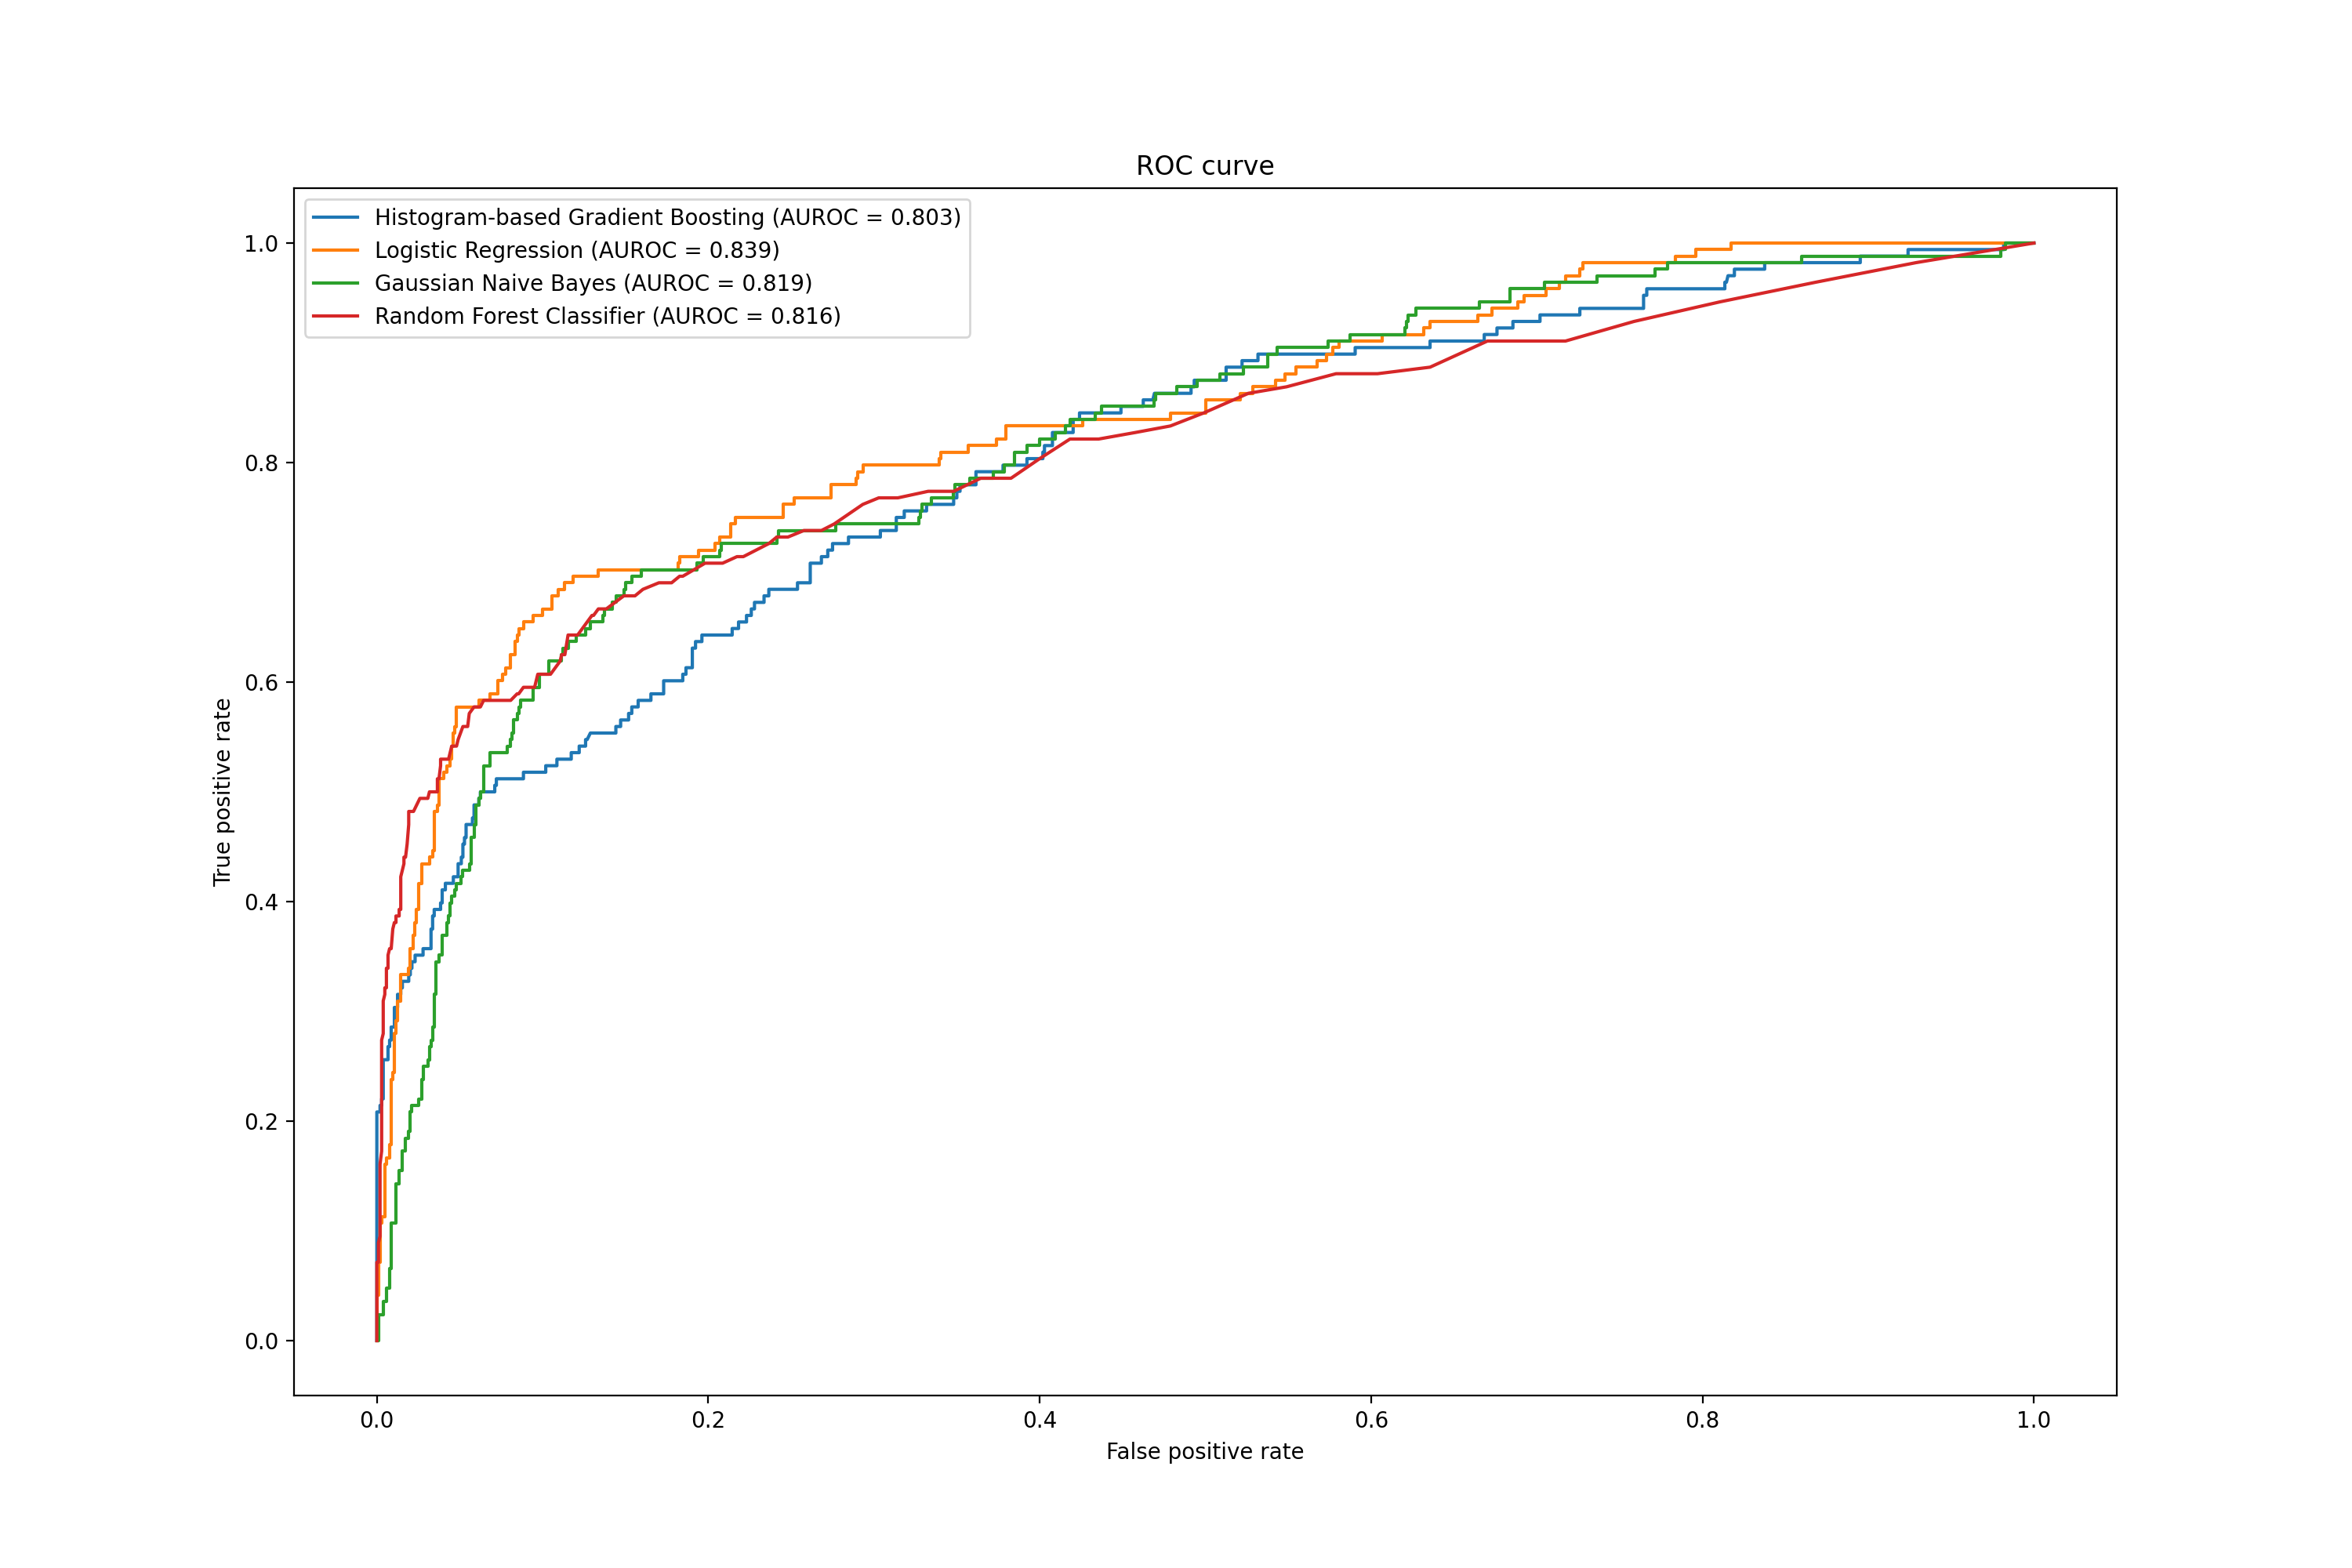 ROC curve
Histogram-based Gradient Boosting (AUROC = 0.803)
Logistic Regression (AUROC = 0.839)
Gaussian Naive Bayes (AUROC = 0.819)
Random Forest Classifier (AUROC = 0.816)
1.0
0.8
0.6
0.4
0.2
0.0
True positive rate
0.0 0.2 0.4 0.6 0.8 1.0
False positive rate